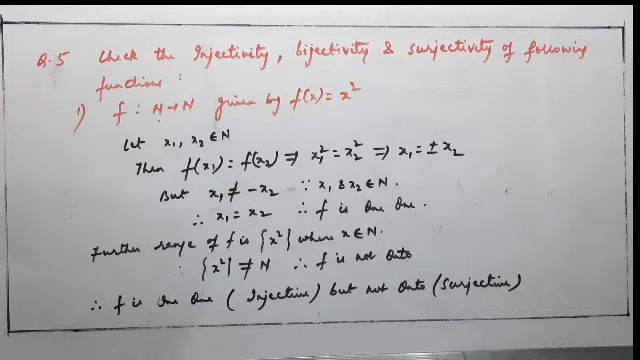 Q.5 Check the Injectivity, bijectivity & surjectivity of following
functions:
1) f : N→N given by f(x) = x²
Let x₁, x₂ ∈ N
Then f(x₁) = f(x₂) ⇒ x₁² = x₂² ⇒ x₁ = ± x₂
But x₁ ≠ -x₂ ∵ x₁ & x₂ ∈ N.
∴ x₁ = x₂ ∴ f is One One.
Further range of f is {x²} where x ∈ N.
∵ {x²} ≠ N ∴ f is not Onto
∴ f is One One ( Injective) but not Onto (Surjective)